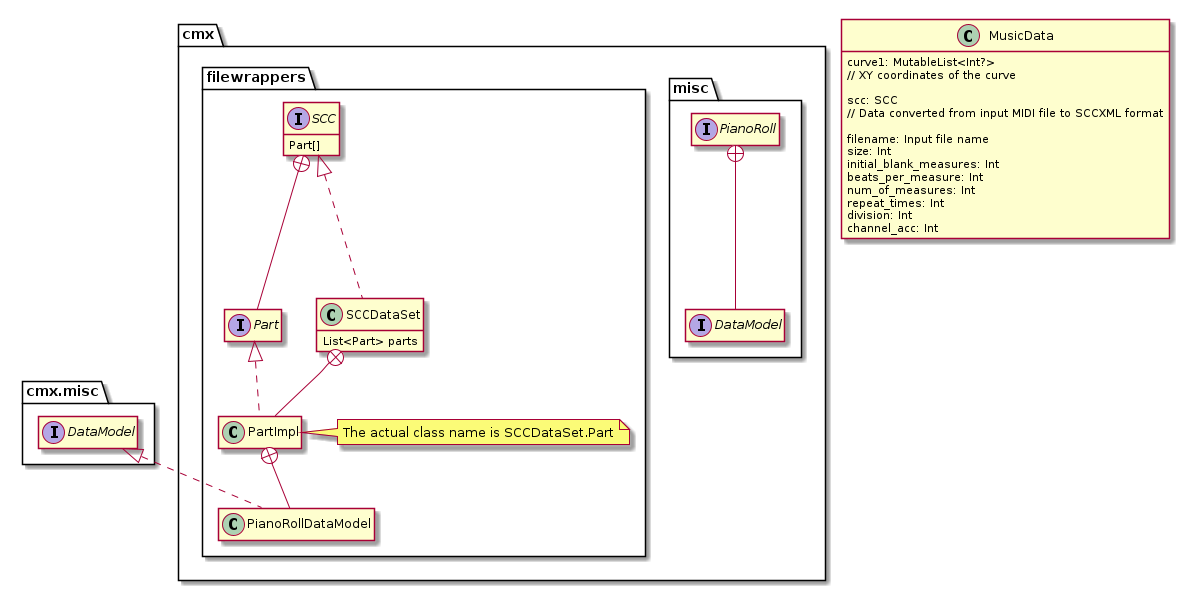 cmx
filewrappers
I SCC
Part[]
I Part
C SCCDataSet
List<Part> parts
C PartImpl
The actual class name is SCCDataSet.Part
C PianoRollDataModel
cmx.misc
I DataModel
misc
I PianoRoll
I DataModel
C MusicData
curve1: MutableList<Int?>
// XY coordinates of the curve
scc: SCC
// Data converted from input MIDI file to SCCXML format
filename: Input file name
size: Int
initial_blank_measures: Int
beats_per_measure: Int
num_of_measures: Int
repeat_times: Int
division: Int
channel_acc: Int